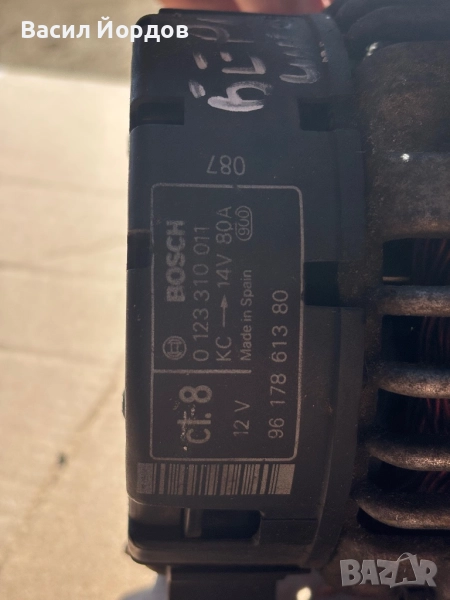 Васил Йордов
087
BOSCH
0 123 310 011
KC → 14V 80A
Made in Spain
cl. 8
12 V
96 178 613 80
BAZAR